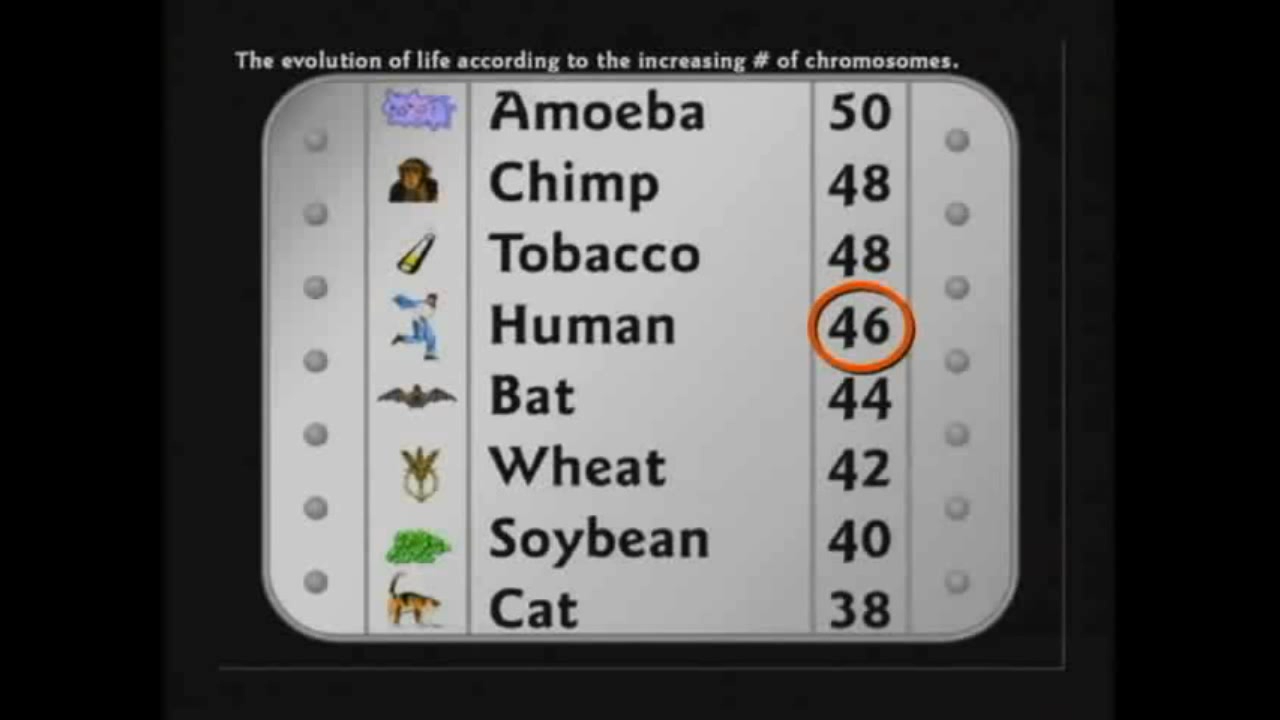 The evolution of life according to the increasing # of chromosomes.
Amoeba 50
Chimp 48
Tobacco 48
Human 46
Bat 44
Wheat 42
Soybean 40
Cat 38